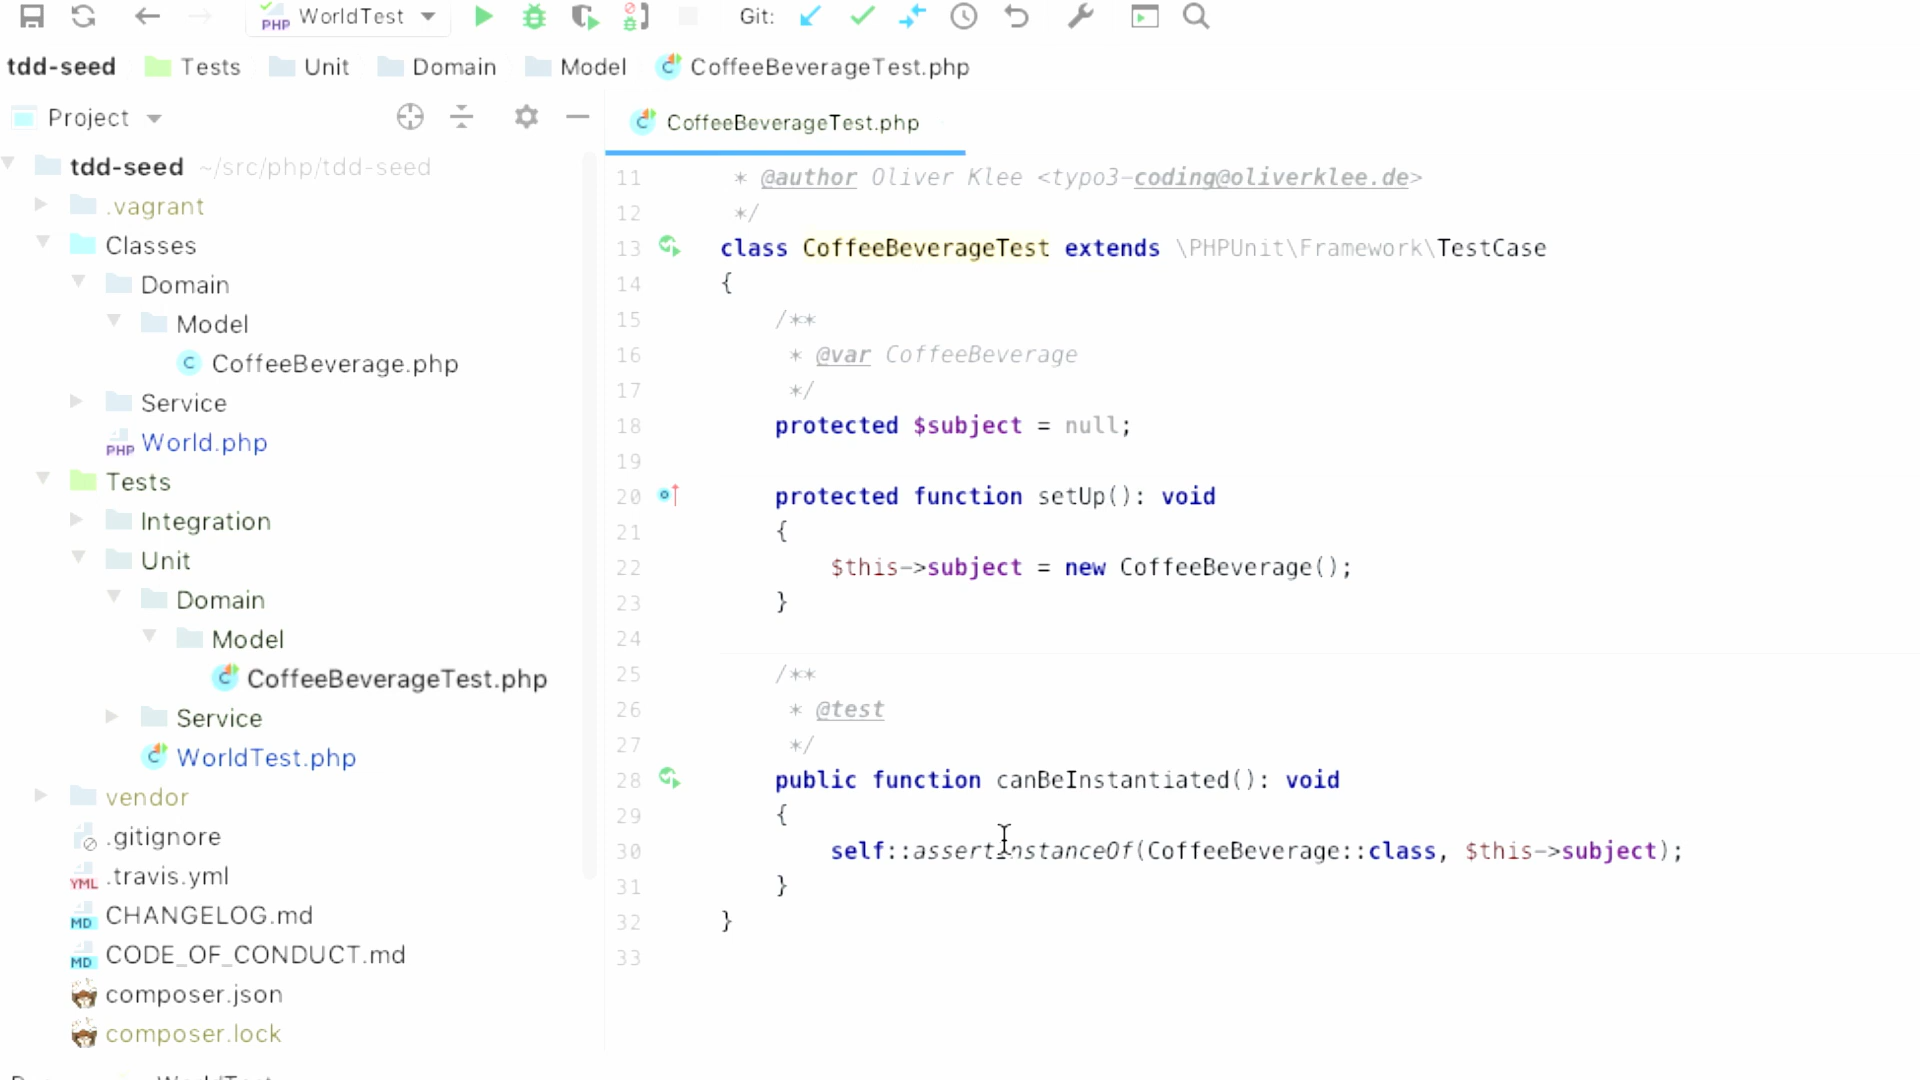 WorldTest
Git:
tdd-seed Tests Unit Domain Model CoffeeBeverageTest.php
Project
tdd-seed ~/src/php/tdd-seed
.vagrant
Classes
Domain
Model
CoffeeBeverage.php
Service
PHP World.php
Tests
Integration
Unit
Domain
Model
CoffeeBeverageTest.php
Service
WorldTest.php
vendor
.gitignore
YML .travis.yml
MD CHANGELOG.md
MD CODE_OF_CONDUCT.md
composer.json
composer.lock
CoffeeBeverageTest.php
11 * @author Oliver Klee <typo3-coding@oliverklee.de>
12 */
13 class CoffeeBeverageTest extends \PHPUnit\Framework\TestCase
14 {
15 /**
16 * @var CoffeeBeverage
17 */
18 protected $subject = null;
19
20 protected function setUp(): void
21 {
22 $this->subject = new CoffeeBeverage();
23 }
24
25 /**
26 * @test
27 */
28 public function canBeInstantiated(): void
29 {
30 self::assertInstanceOf(CoffeeBeverage::class, $this->subject);
31 }
32 }
33